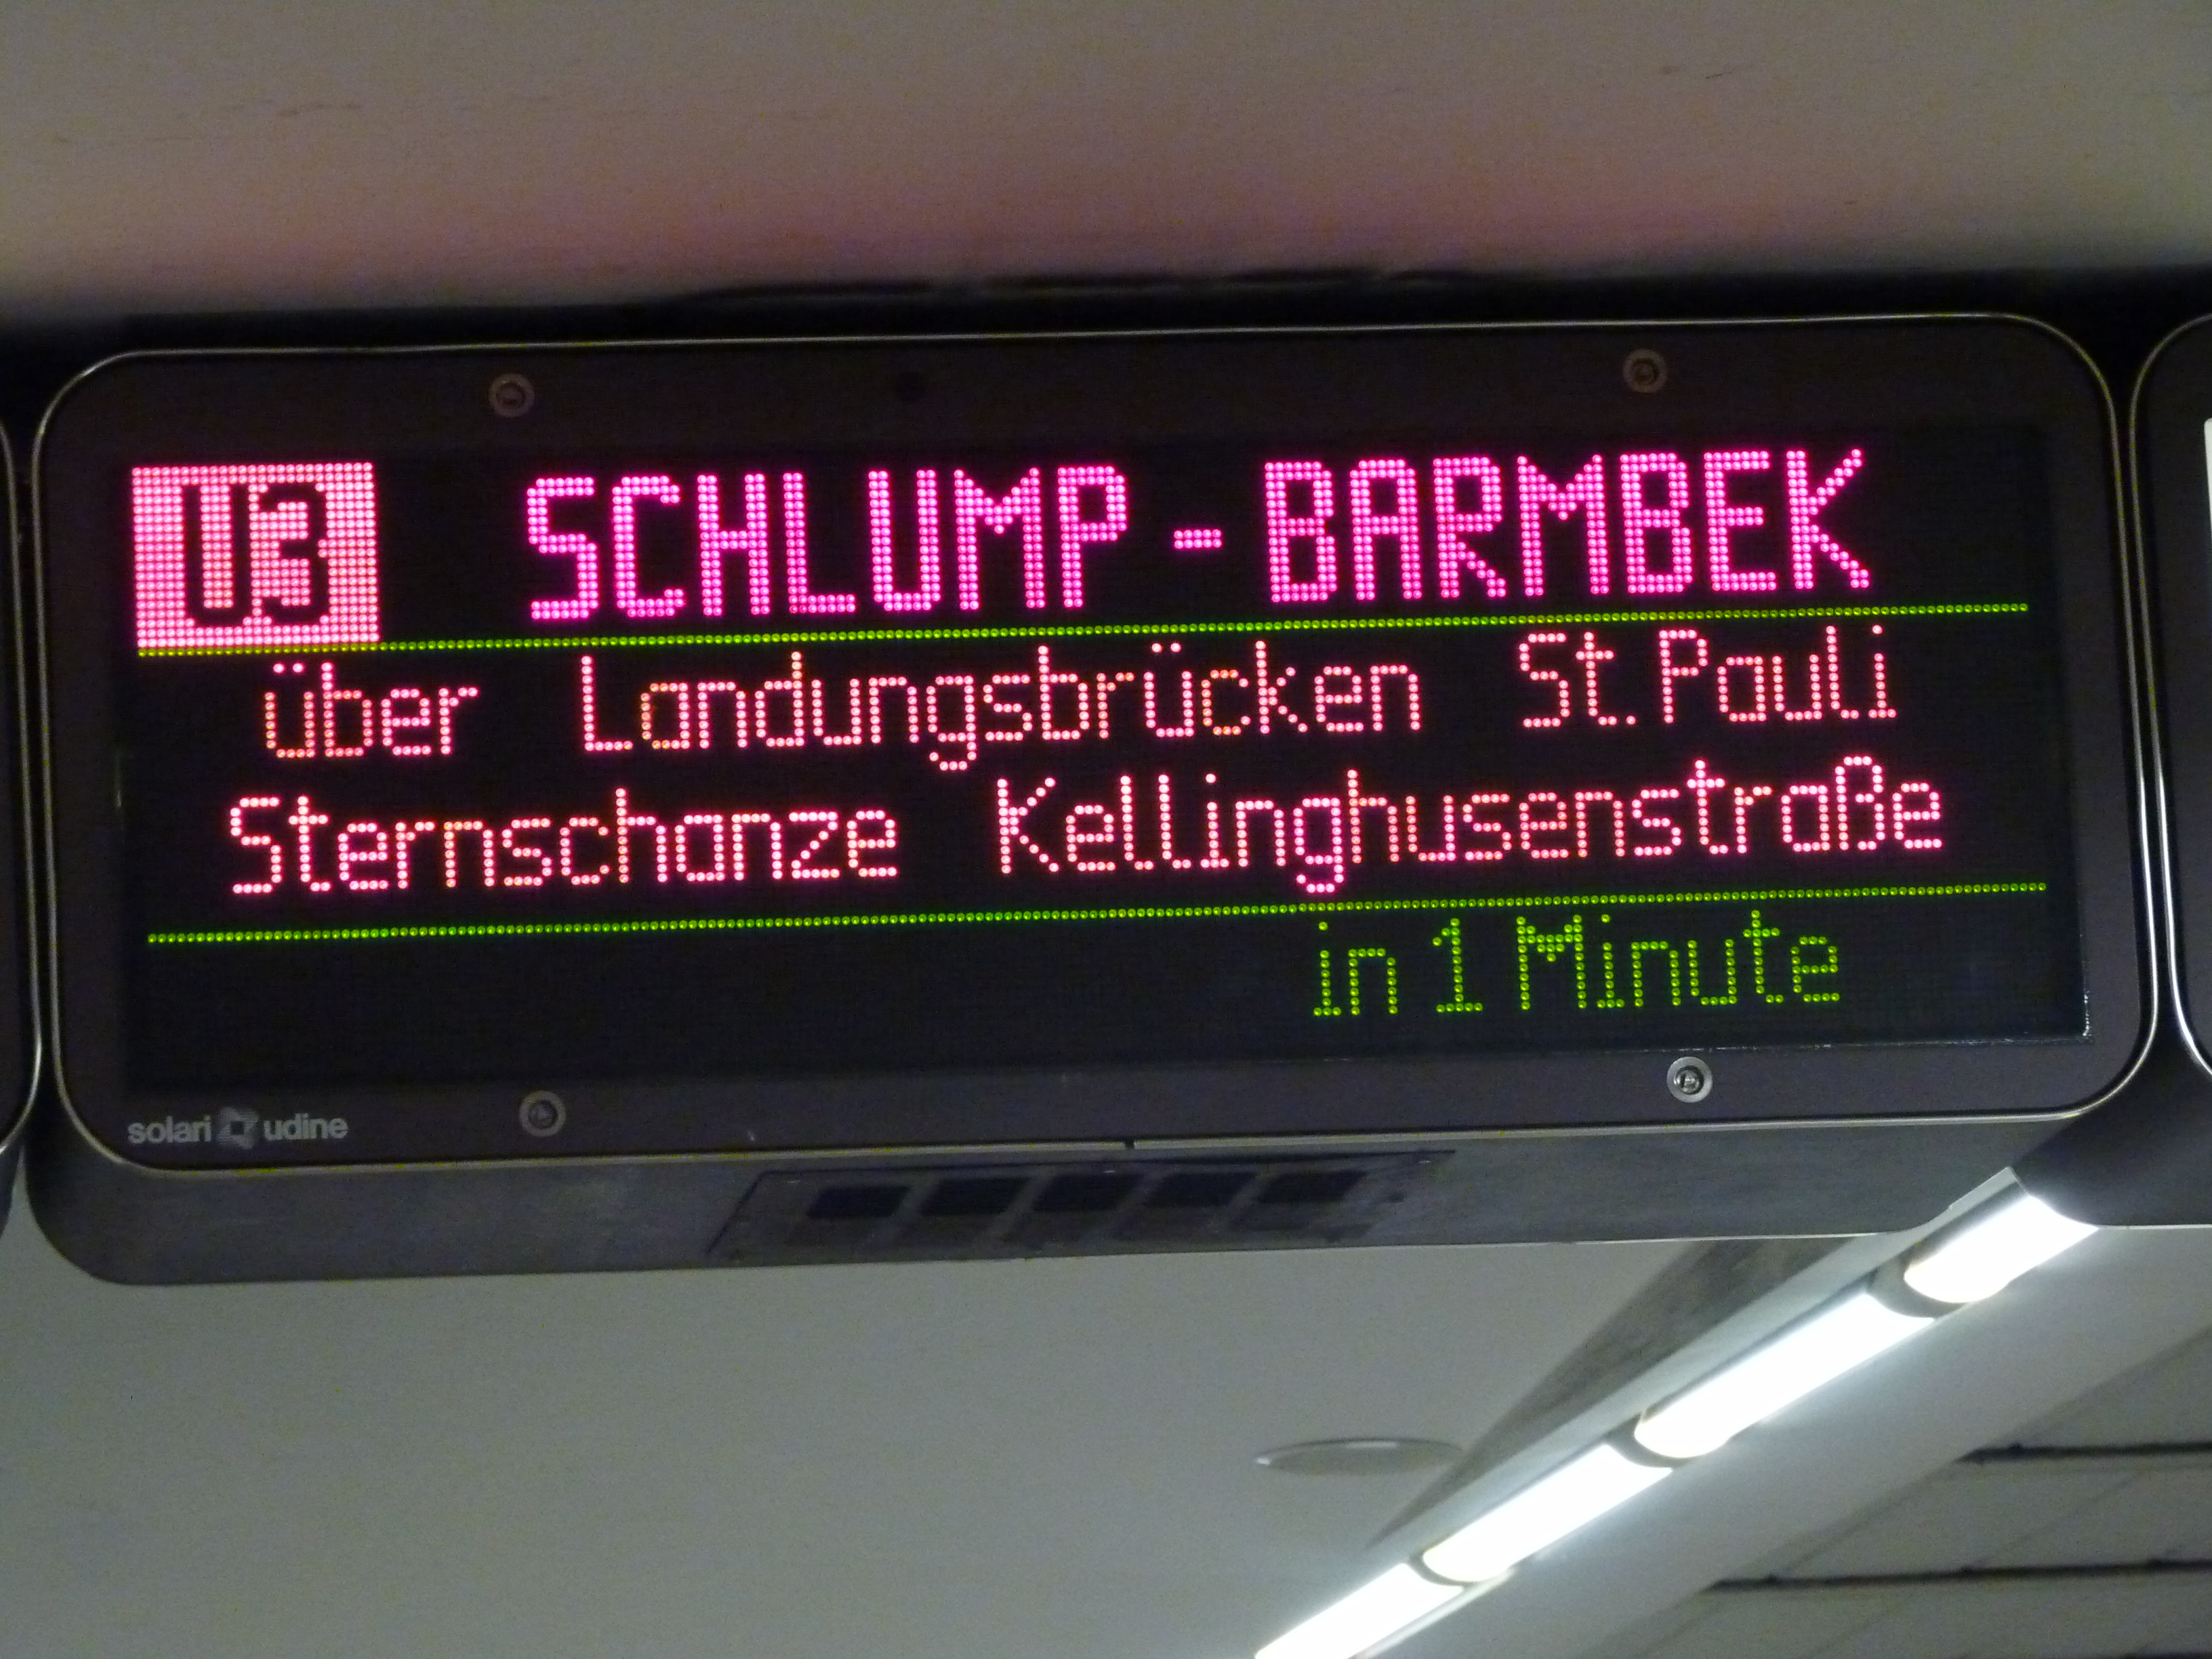 U3 SCHLUMP - BARMBEK
über Landungsbrücken St. Pauli
Sternschanze Kellinghusenstraße
in 1 Minute
solari udine